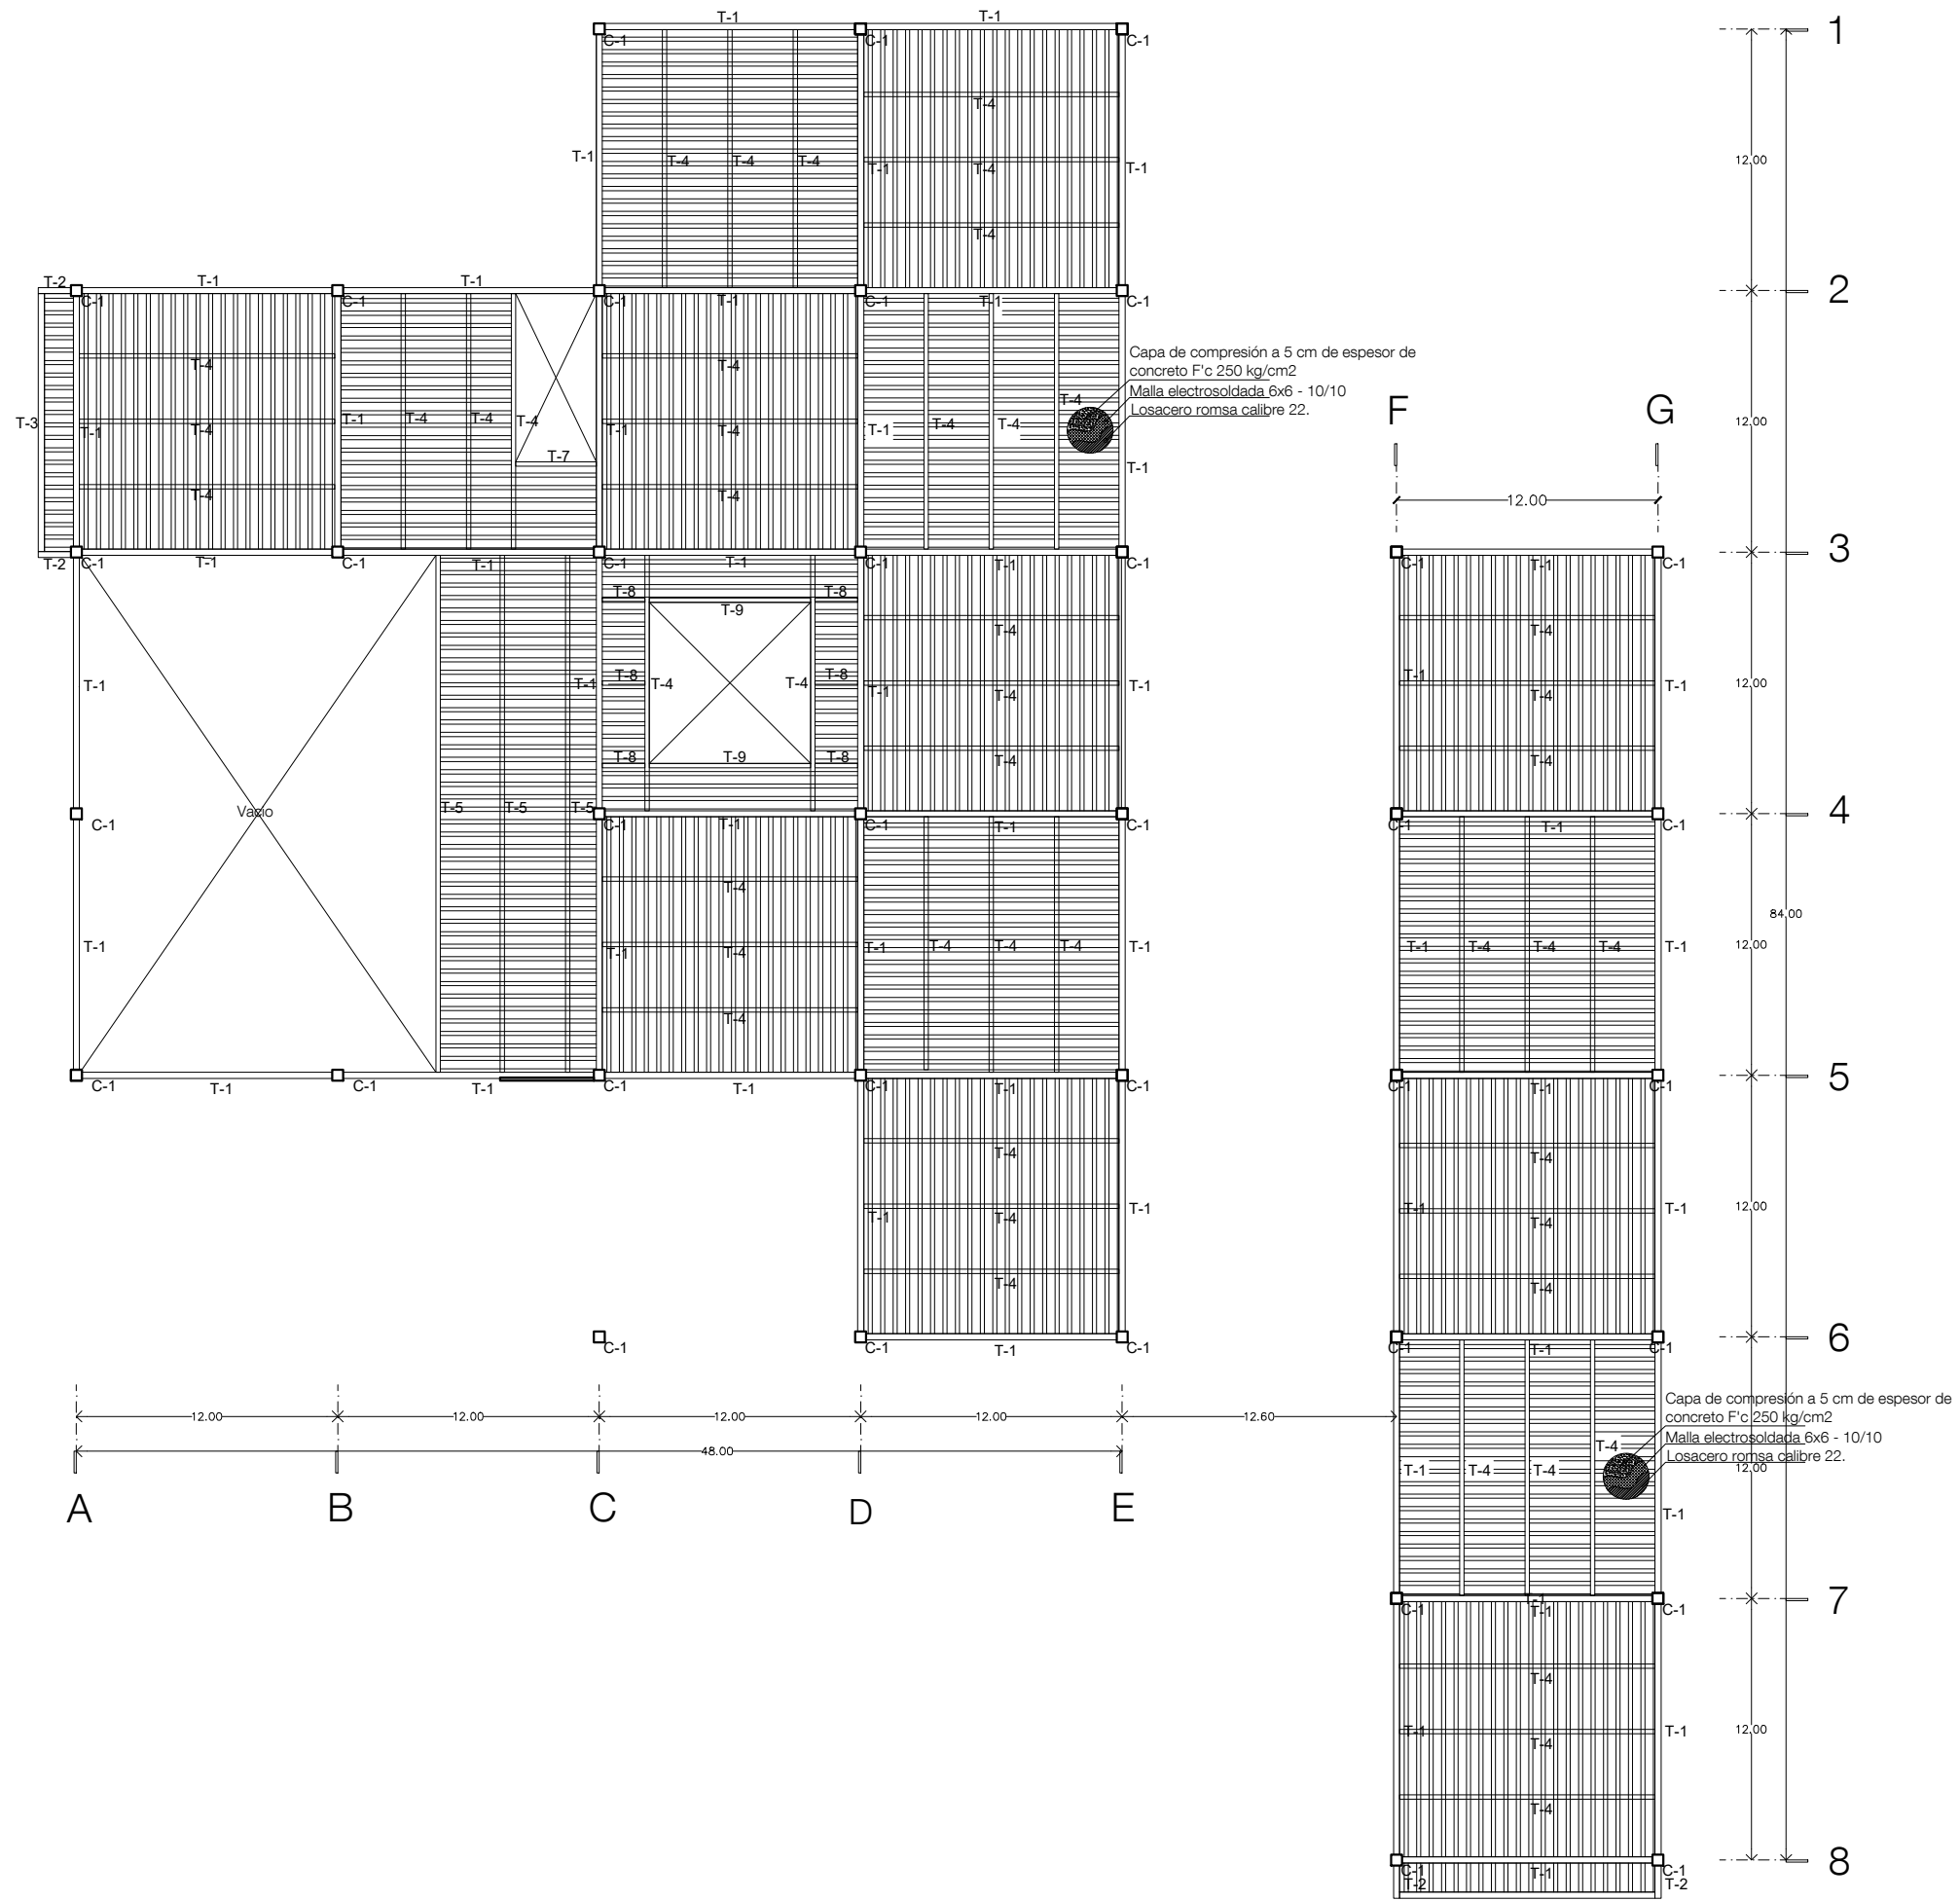 T-1 T-1 1
C-1 C-1 C-1
T-4
T-1 T-4 T-4 T-4 T-1 T-4 T-1 12.00
T-4
T-2 T-1 T-1 2
C-1 C-1 C-1 T-1 C-1 T-1 C-1
Capa de compresión a 5 cm de espesor de
concreto F'c 250 kg/cm2
Malla electrosoldada 6x6 - 10/10
Losacero romsa calibre 22.
T-4 T-4 T-4
F G
T-3 T-1 T-4 T-1 T-4 T-4 T-4 T-1 T-4 T-1 T-4 T-4 12.00
T-7 T-1
T-4 T-4 12.00
3
T-2 C-1 T-1 C-1 T-1 C-1 T-1 C-1 T-1 C-1 C-1 T-1 C-1
T-8 T-8
T-9 T-4 T-4
T-1 T-1 T-8 T-4 T-4 T-8 T-1 T-4 T-1 T-1 T-4 T-1 12.00
T-8 T-9 T-8 T-4 T-4
Vacio T-5 T-5 T-5 4
C-1 C-1 T-1 C-1 T-1 C-1 C-1 T-1 C-1
T-4
84.00
T-1 T-1 T-4 T-1 T-4 T-4 T-4 T-1 T-1 T-4 T-4 T-4 T-1 12.00
T-4
5
C-1 T-1 C-1 T-1 C-1 T-1 C-1 T-1 C-1 C-1 T-1 C-1
T-4 T-4
T-1 T-4 T-1 T-1 T-4 T-1 12.00
T-4 T-4
6
C-1 C-1 T-1 C-1 C-1 T-1 C-1
Capa de compresión a 5 cm de espesor de
concreto F'c 250 kg/cm2
Malla electrosoldada 6x6 - 10/10
Losacero romsa calibre 22.
12.00 12.00 12.00 12.00 12.60
48.00
T-4
T-1 T-4 T-4 12.00
T-1
A B C D E
7
T-1
C-1 T-1 C-1
T-4
T-1 T-4 T-1 12.00
T-4
8
C-1 T-1 C-1
T-2 T-2